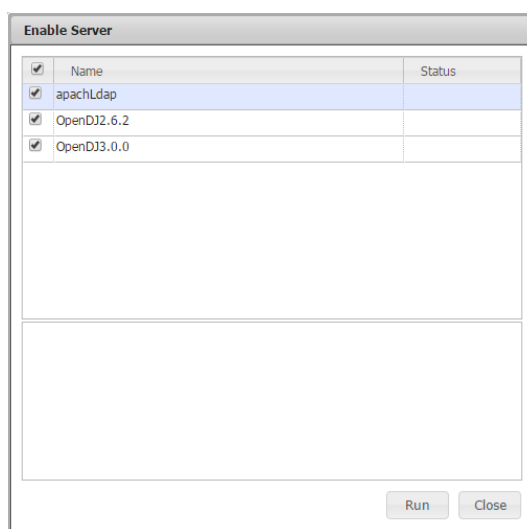 Enable Server
Name Status
apachLdap
OpenDJ2.6.2
OpenDJ3.0.0
Run Close